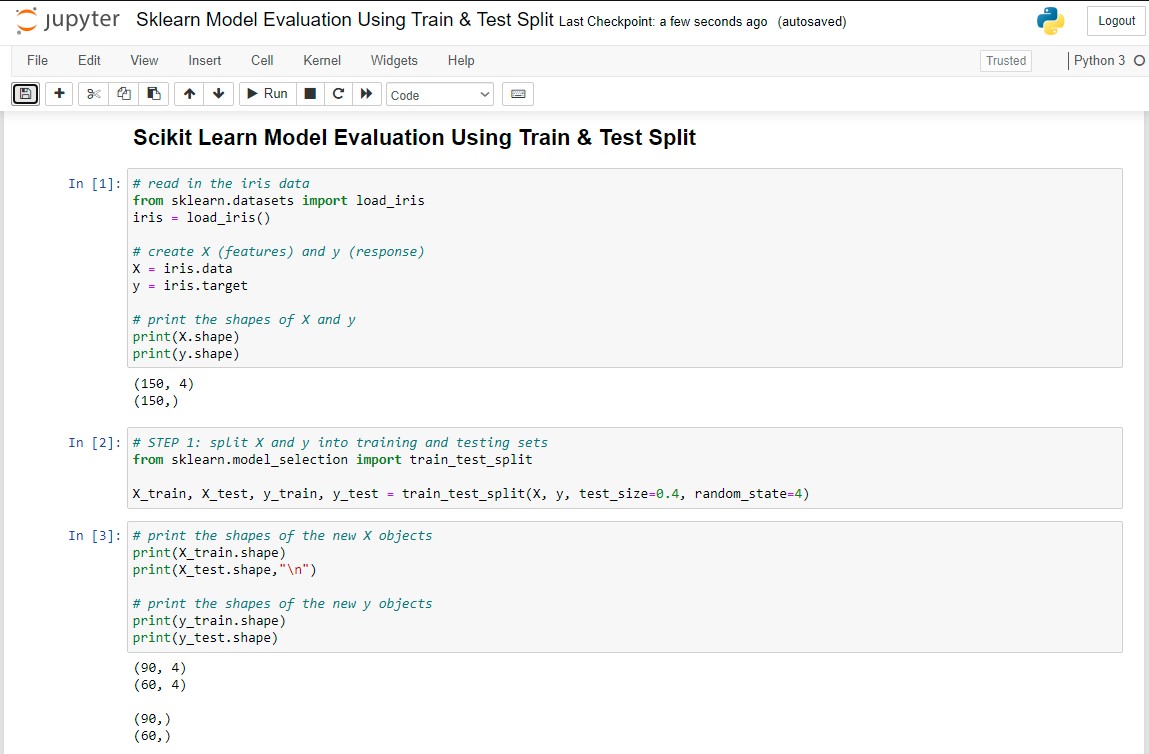 jupyter Sklearn Model Evaluation Using Train & Test Split Last Checkpoint: a few seconds ago (autosaved) Logout
File Edit View Insert Cell Kernel Widgets Help Trusted Python 3
Run Code
Scikit Learn Model Evaluation Using Train & Test Split
In [1]: # read in the iris data
from sklearn.datasets import load_iris
iris = load_iris()
# create X (features) and y (response)
X = iris.data
y = iris.target
# print the shapes of X and y
print(X.shape)
print(y.shape)
(150, 4)
(150,)
In [2]: # STEP 1: split X and y into training and testing sets
from sklearn.model_selection import train_test_split
X_train, X_test, y_train, y_test = train_test_split(X, y, test_size=0.4, random_state=4)
In [3]: # print the shapes of the new X objects
print(X_train.shape)
print(X_test.shape,"\n")
# print the shapes of the new y objects
print(y_train.shape)
print(y_test.shape)
(90, 4)
(60, 4)
(90,)
(60,)